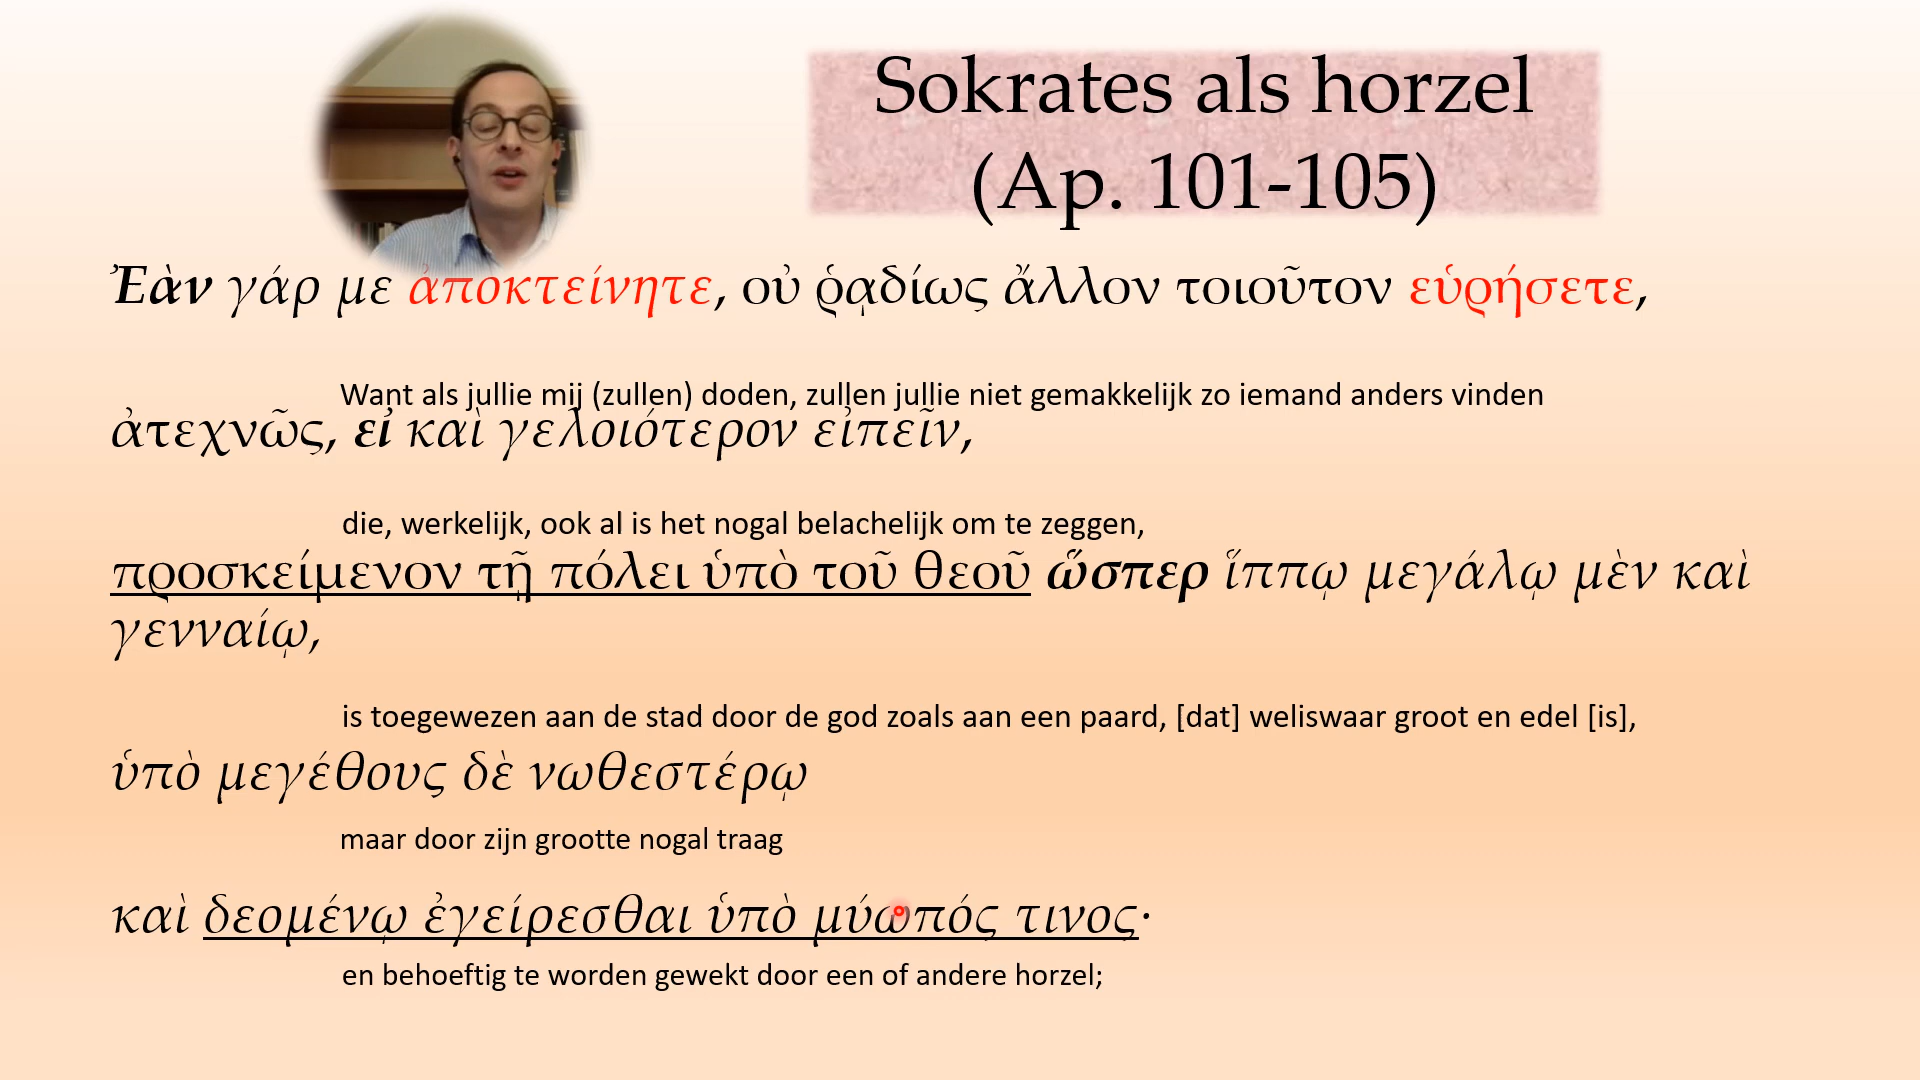 Sokrates als horzel
(Ap. 101-105)
Ἐὰν γάρ με ἀποκτείνητε, οὐ ῥᾳδίως ἄλλον τοιοῦτον εὑρήσετε,
Want als jullie mij (zullen) doden, zullen jullie niet gemakkelijk zo iemand anders vinden
ἀτεχνῶς, εἰ καὶ γελοιότερον εἰπεῖν,
die, werkelijk, ook al is het nogal belachelijk om te zeggen,
προσκείμενον τῇ πόλει ὑπὸ τοῦ θεοῦ ὥσπερ ἵππῳ μεγάλῳ μὲν καὶ
γενναίῳ,
is toegewezen aan de stad door de god zoals aan een paard, [dat] weliswaar groot en edel [is],
ὑπὸ μεγέθους δὲ νωθεστέρῳ
maar door zijn grootte nogal traag
καὶ δεομένῳ ἐγείρεσθαι ὑπὸ μύωπός τινος·
en behoeftig te worden gewekt door een of andere horzel;